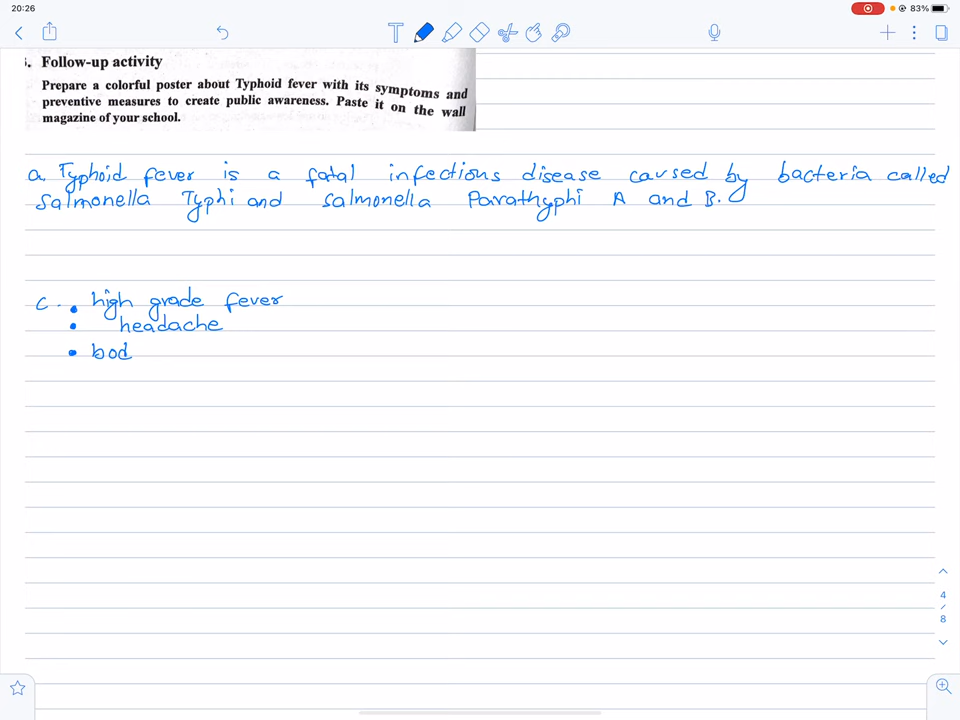 20:26
83%
. Follow-up activity
Prepare a colorful poster about Typhoid fever with its symptoms and
preventive measures to create public awareness. Paste it on the wall
magazine of your school.
a. Typhoid fever is a fatal infections disease caused by bacteria called
Salmonella Typhi and salmonella Parathyphi A and B.
c. • high grade fever
• headache
• bod
4
/
8